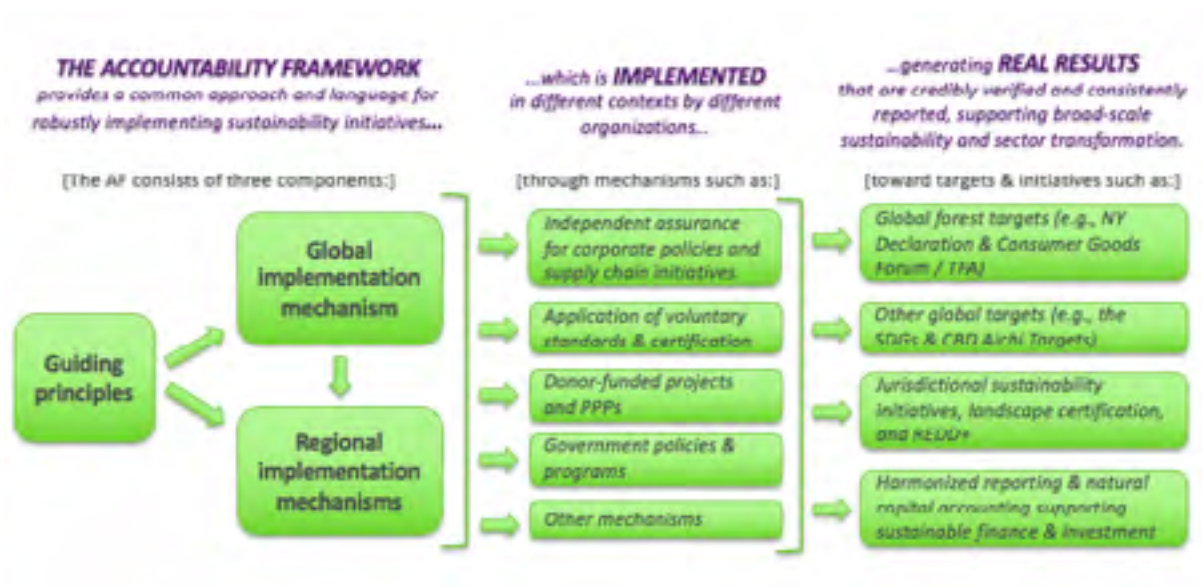 THE ACCOUNTABILITY FRAMEWORK
provides a common approach and language for
robustly implementing sustainability initiatives...
[The AF consists of three components:]
Guiding
principles
Global
implementation
mechanism
Regional
implementation
mechanisms
...which is IMPLEMENTED
in different contexts by different
organizations...
[through mechanisms such as:]
Independent assurance
for corporate policies and
supply chain initiatives
Application of voluntary
standards & certification
Donor-funded projects
and PPPs
Government policies &
programs
Other mechanisms
...generating REAL RESULTS
that are credibly verified and consistently
reported, supporting broad-scale
sustainability and sector transformation.
[toward targets & initiatives such as:]
Global forest targets (e.g., NY
Declaration & Consumer Goods
Forum / TFA)
Other global targets (e.g., the
SDGs & CBD Aichi Targets)
Jurisdictional sustainability
initiatives, landscape certification,
and REDD+
Harmonized reporting & natural
capital accounting supporting
sustainable finance & investment